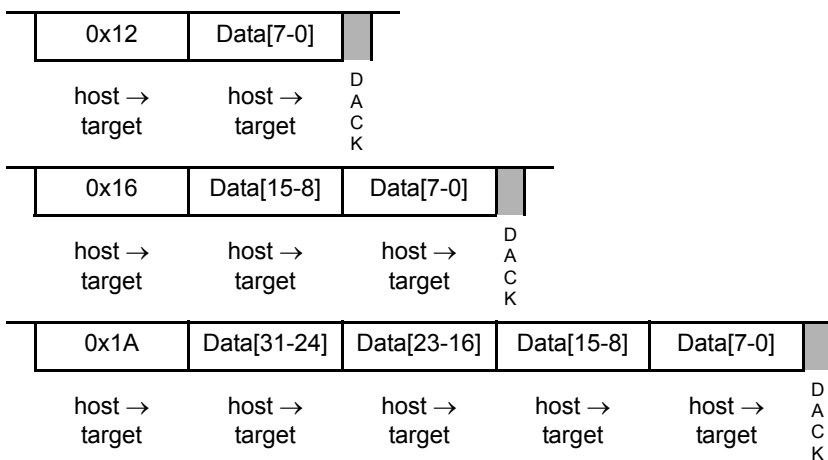 0x12 Data[7-0]
host → host → D
target target A
C
K
0x16 Data[15-8] Data[7-0]
host → host → host → D
target target target A
C
K
0x1A Data[31-24] Data[23-16] Data[15-8] Data[7-0]
host → host → host → host → host → D
target target target target target A
C
K